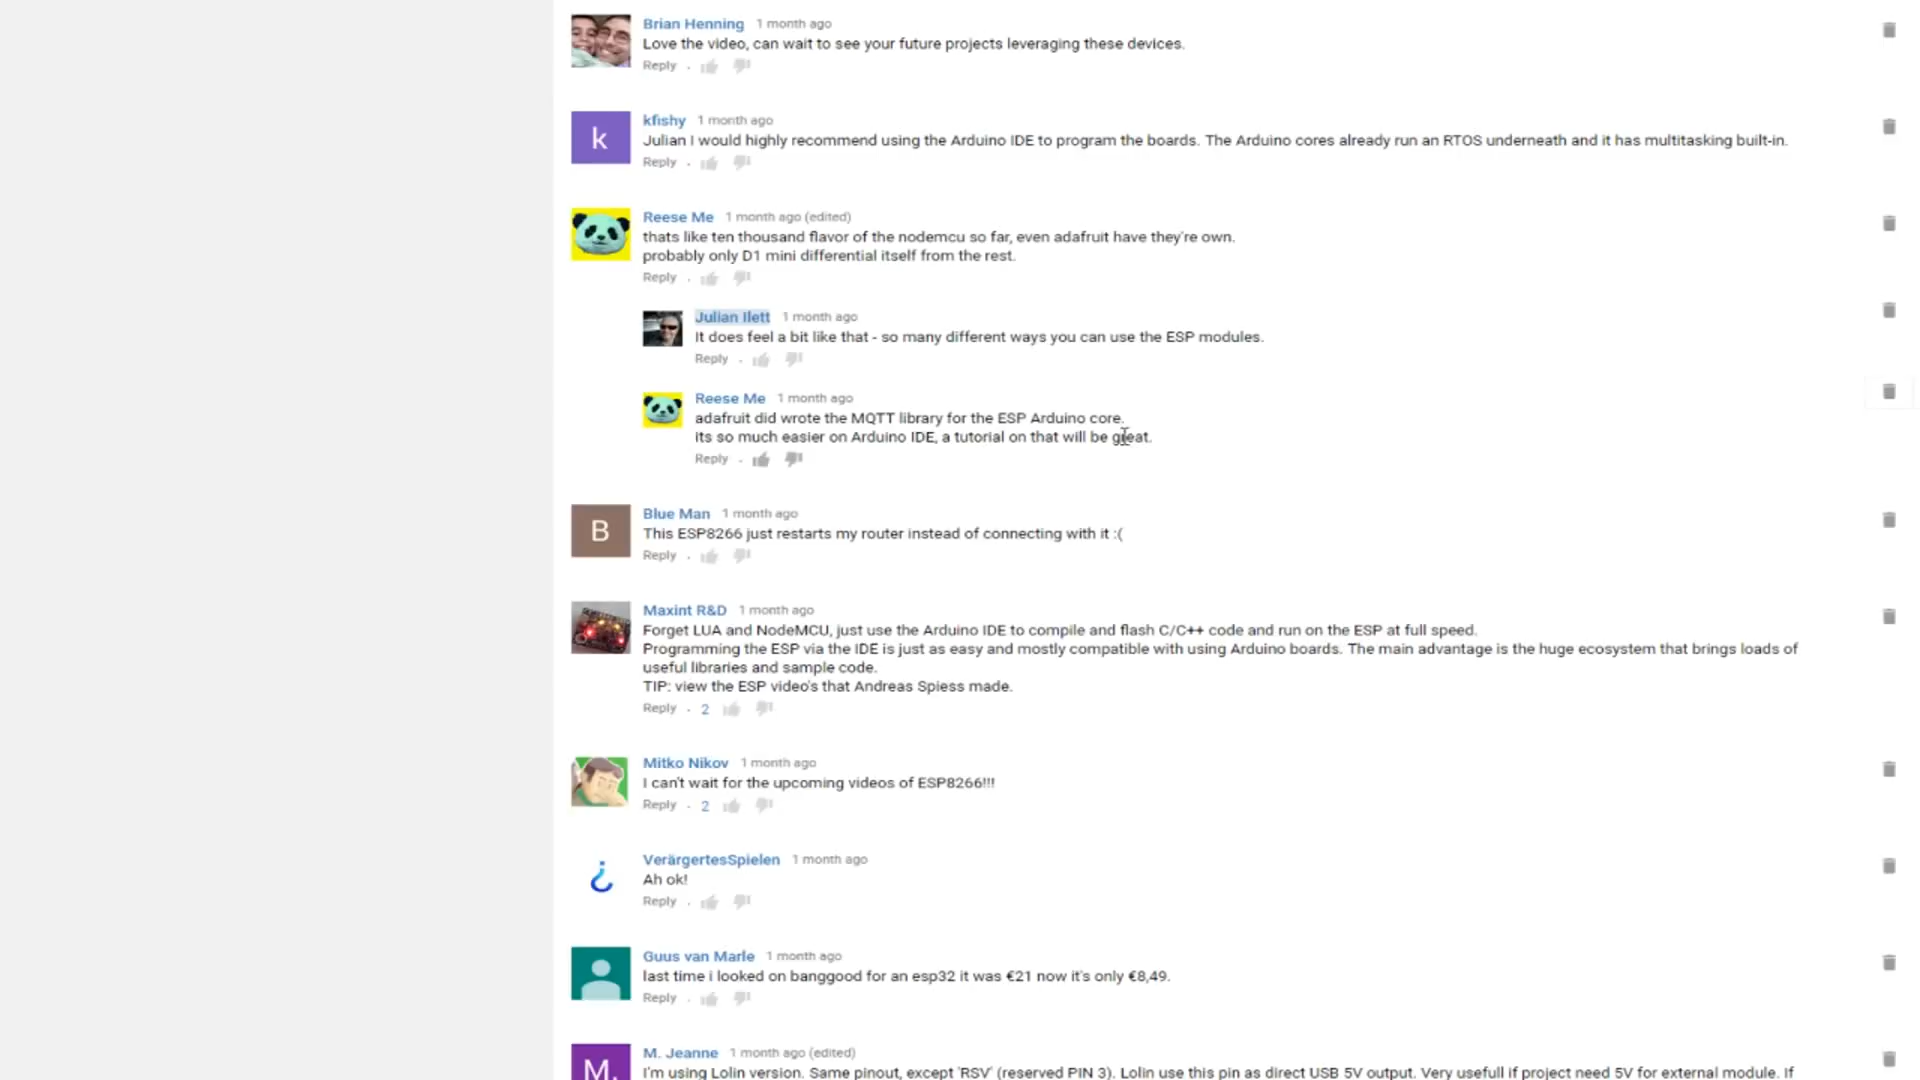 Brian Henning 1 month ago
Love the video, can wait to see your future projects leveraging these devices.
Reply .
k
kfishy 1 month ago
Julian I would highly recommend using the Arduino IDE to program the boards. The Arduino cores already run an RTOS underneath and it has multitasking built-in.
Reply .
Reese Me 1 month ago (edited)
thats like ten thousand flavor of the nodemcu so far, even adafruit have they're own.
probably only D1 mini differential itself from the rest.
Reply .
Julian Ilett 1 month ago
It does feel a bit like that - so many different ways you can use the ESP modules.
Reply .
Reese Me 1 month ago
adafruit did wrote the MQTT library for the ESP Arduino core.
its so much easier on Arduino IDE, a tutorial on that will be great.
Reply .
B
Blue Man 1 month ago
This ESP8266 just restarts my router instead of connecting with it :(
Reply .
Maxint R&D 1 month ago
Forget LUA and NodeMCU, just use the Arduino IDE to compile and flash C/C++ code and run on the ESP at full speed.
Programming the ESP via the IDE is just as easy and mostly compatible with using Arduino boards. The main advantage is the huge ecosystem that brings loads of
useful libraries and sample code.
TIP: view the ESP video's that Andreas Spiess made.
Reply . 2
Mitko Nikov 1 month ago
I can't wait for the upcoming videos of ESP8266!!!
Reply . 2
VerärgertesSpielen 1 month ago
Ah ok!
Reply .
Guus van Marle 1 month ago
last time i looked on banggood for an esp32 it was €21 now it's only €8,49.
Reply .
M.
M. Jeanne 1 month ago (edited)
I'm using Lolin version. Same pinout, except 'RSV' (reserved PIN 3). Lolin use this pin as direct USB 5V output. Very usefull if project need 5V for external module. If